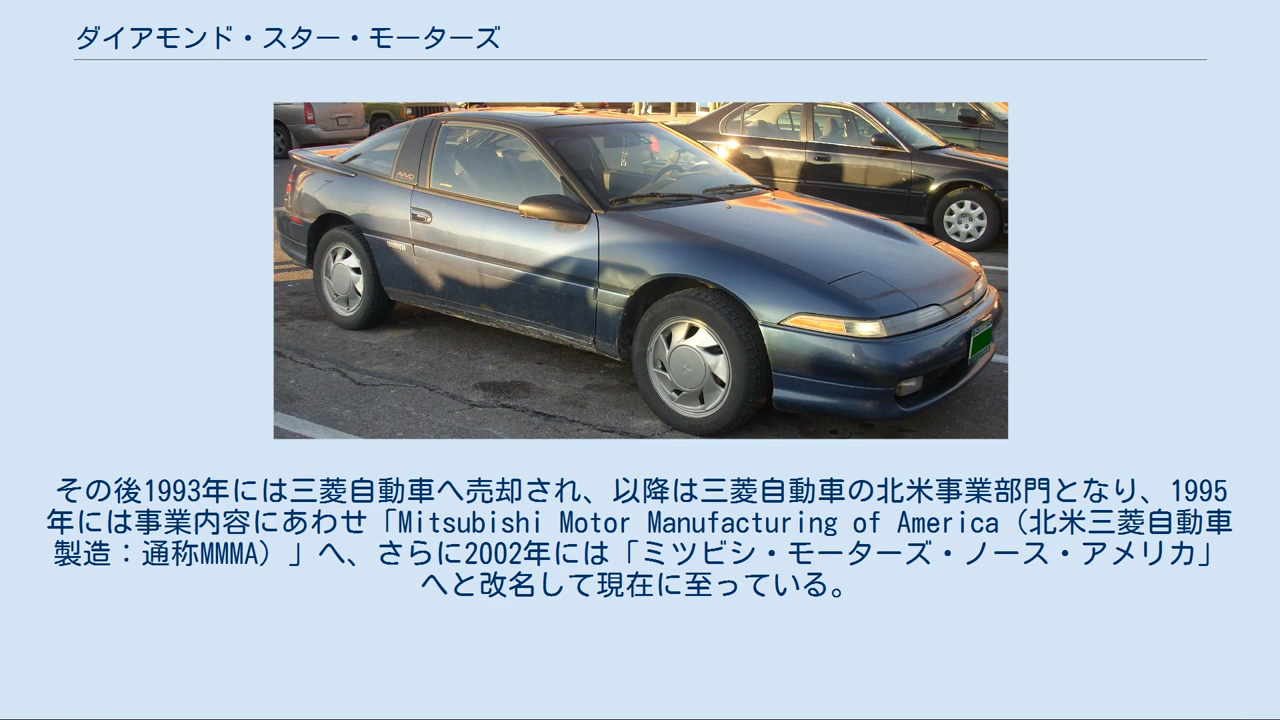 ダイアモンド・スター・モーターズ
その後1993年には三菱自動車へ売却され、以降は三菱自動車の北米事業部門となり、1995
年には事業内容にあわせ「Mitsubishi Motor Manufacturing of America（北米三菱自動車
製造：通称MMMA）」へ、さらに2002年には「ミツビシ・モーターズ・ノース・アメリカ」
へと改名して現在に至っている。